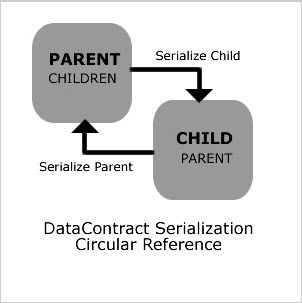 PARENT
CHILDREN
Serialize Child
CHILD
PARENT
Serialize Parent
DataContract Serialization
Circular Reference